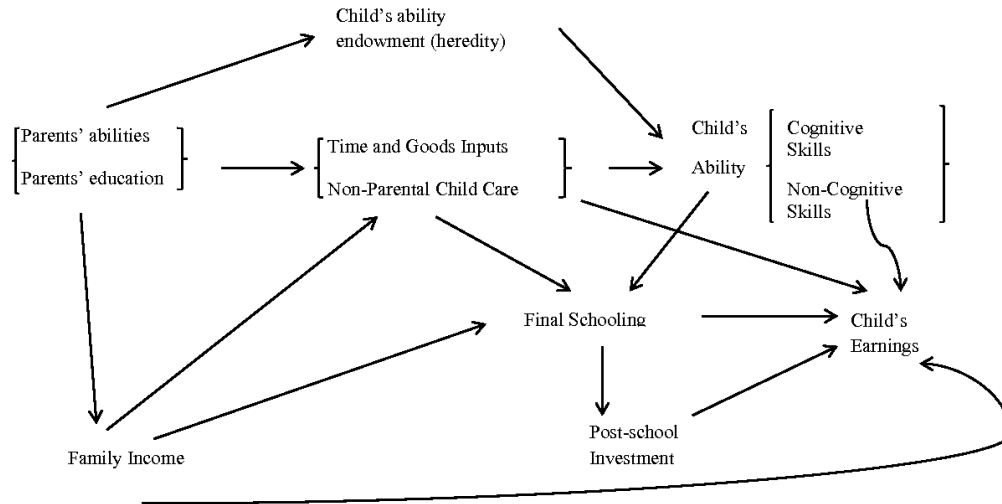 Child's ability
endowment (heredity)
Parents' abilities
Parents' education
Time and Goods Inputs
Non-Parental Child Care
Child's
Ability
Cognitive
Skills
Non-Cognitive
Skills
Final Schooling
Child's
Earnings
Post-school
Investment
Family Income